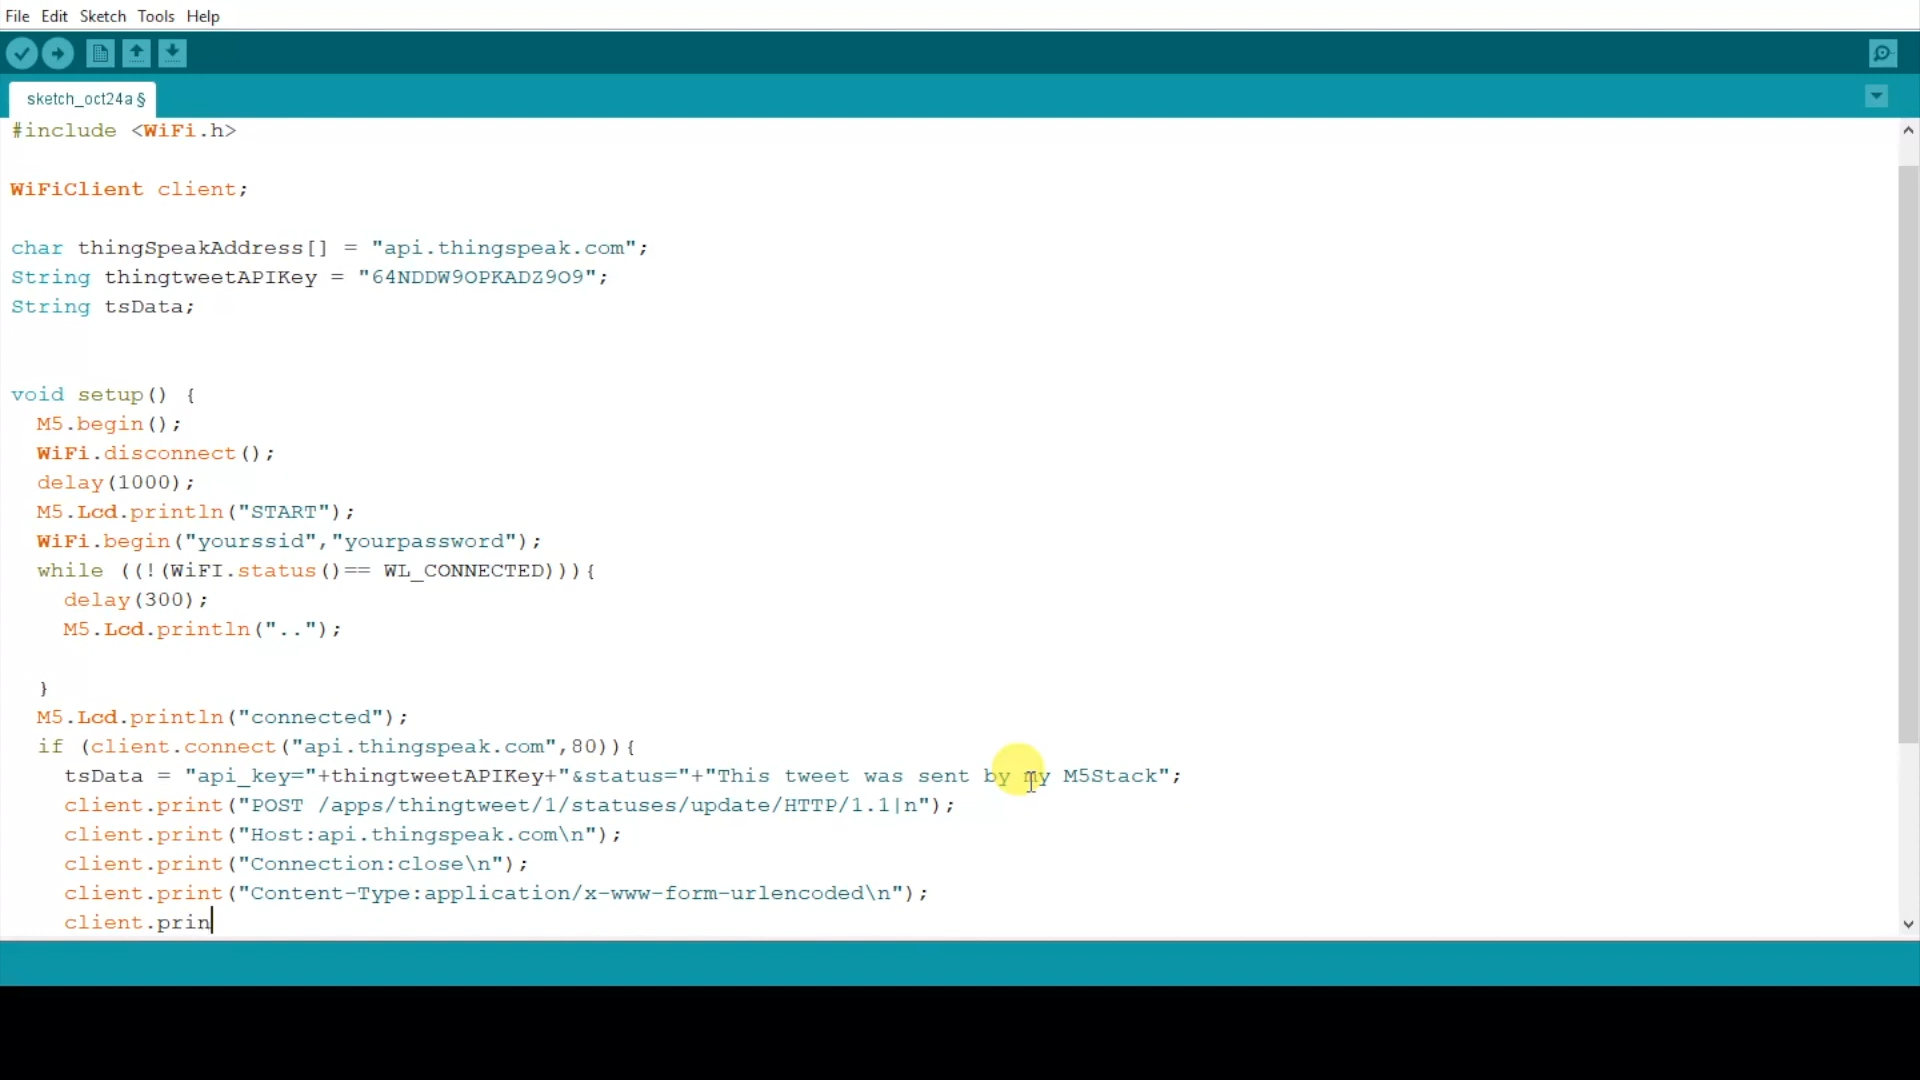 File Edit Sketch Tools Help
sketch_oct24a §
#include <WiFi.h>
WiFiClient client;
char thingSpeakAddress[] = "api.thingspeak.com";
String thingtweetAPIKey = "64NDDW9OPKADZ9O9";
String tsData;
void setup() {
M5.begin();
WiFi.disconnect();
delay(1000);
M5.Lcd.println("START");
WiFi.begin("yourssid","yourpassword");
while ((!(WiFI.status()== WL_CONNECTED))){
delay(300);
M5.Lcd.println("..");
}
M5.Lcd.println("connected");
if (client.connect("api.thingspeak.com",80)){
tsData = "api_key="+thingtweetAPIKey+"&status="+"This tweet was sent by my M5Stack";
client.print("POST /apps/thingtweet/1/statuses/update/HTTP/1.1|n");
client.print("Host:api.thingspeak.com\n");
client.print("Connection:close\n");
client.print("Content-Type:application/x-www-form-urlencoded\n");
client.prin